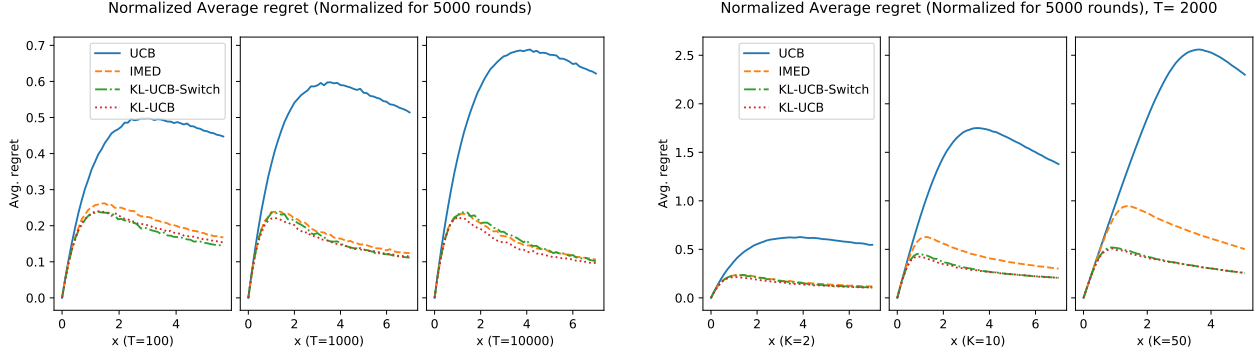 Normalized Average regret (Normalized for 5000 rounds)
Avg. regret
0.7
0.6
0.5
0.4
0.3
0.2
0.1
0.0
UCB
IMED
KL-UCB-Switch
KL-UCB
0 2 4
x (T=100)
0 2 4 6
x (T=1000)
0 2 4 6
x (T=10000)
Normalized Average regret (Normalized for 5000 rounds), T= 2000
Avg. regret
2.5
2.0
1.5
1.0
0.5
0.0
UCB
IMED
KL-UCB-Switch
KL-UCB
0 2 4 6
x (K=2)
0 2 4 6
x (K=10)
0 2 4
x (K=50)